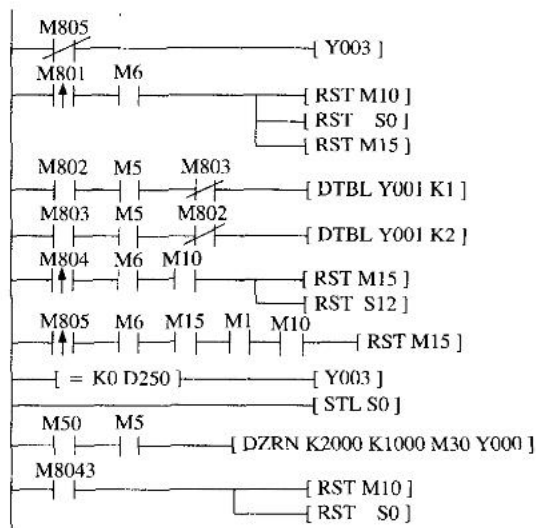 M805
[ Y003 ]
M801 M6
[ RST M10 ]
[ RST S0 ]
[ RST M15 ]
M802 M5 M803
[ DTBL Y001 K1 ]
M803 M5 M802
[ DTBL Y001 K2 ]
M804 M6 M10
[ RST M15 ]
[ RST S12 ]
M805 M6 M15 M1 M10
[ RST M15 ]
[ = K0 D250 ] [ Y003 ]
[ STL S0 ]
M50 M5
[ DZRN K2000 K1000 M30 Y000 ]
M8043
[ RST M10 ]
[ RST S0 ]